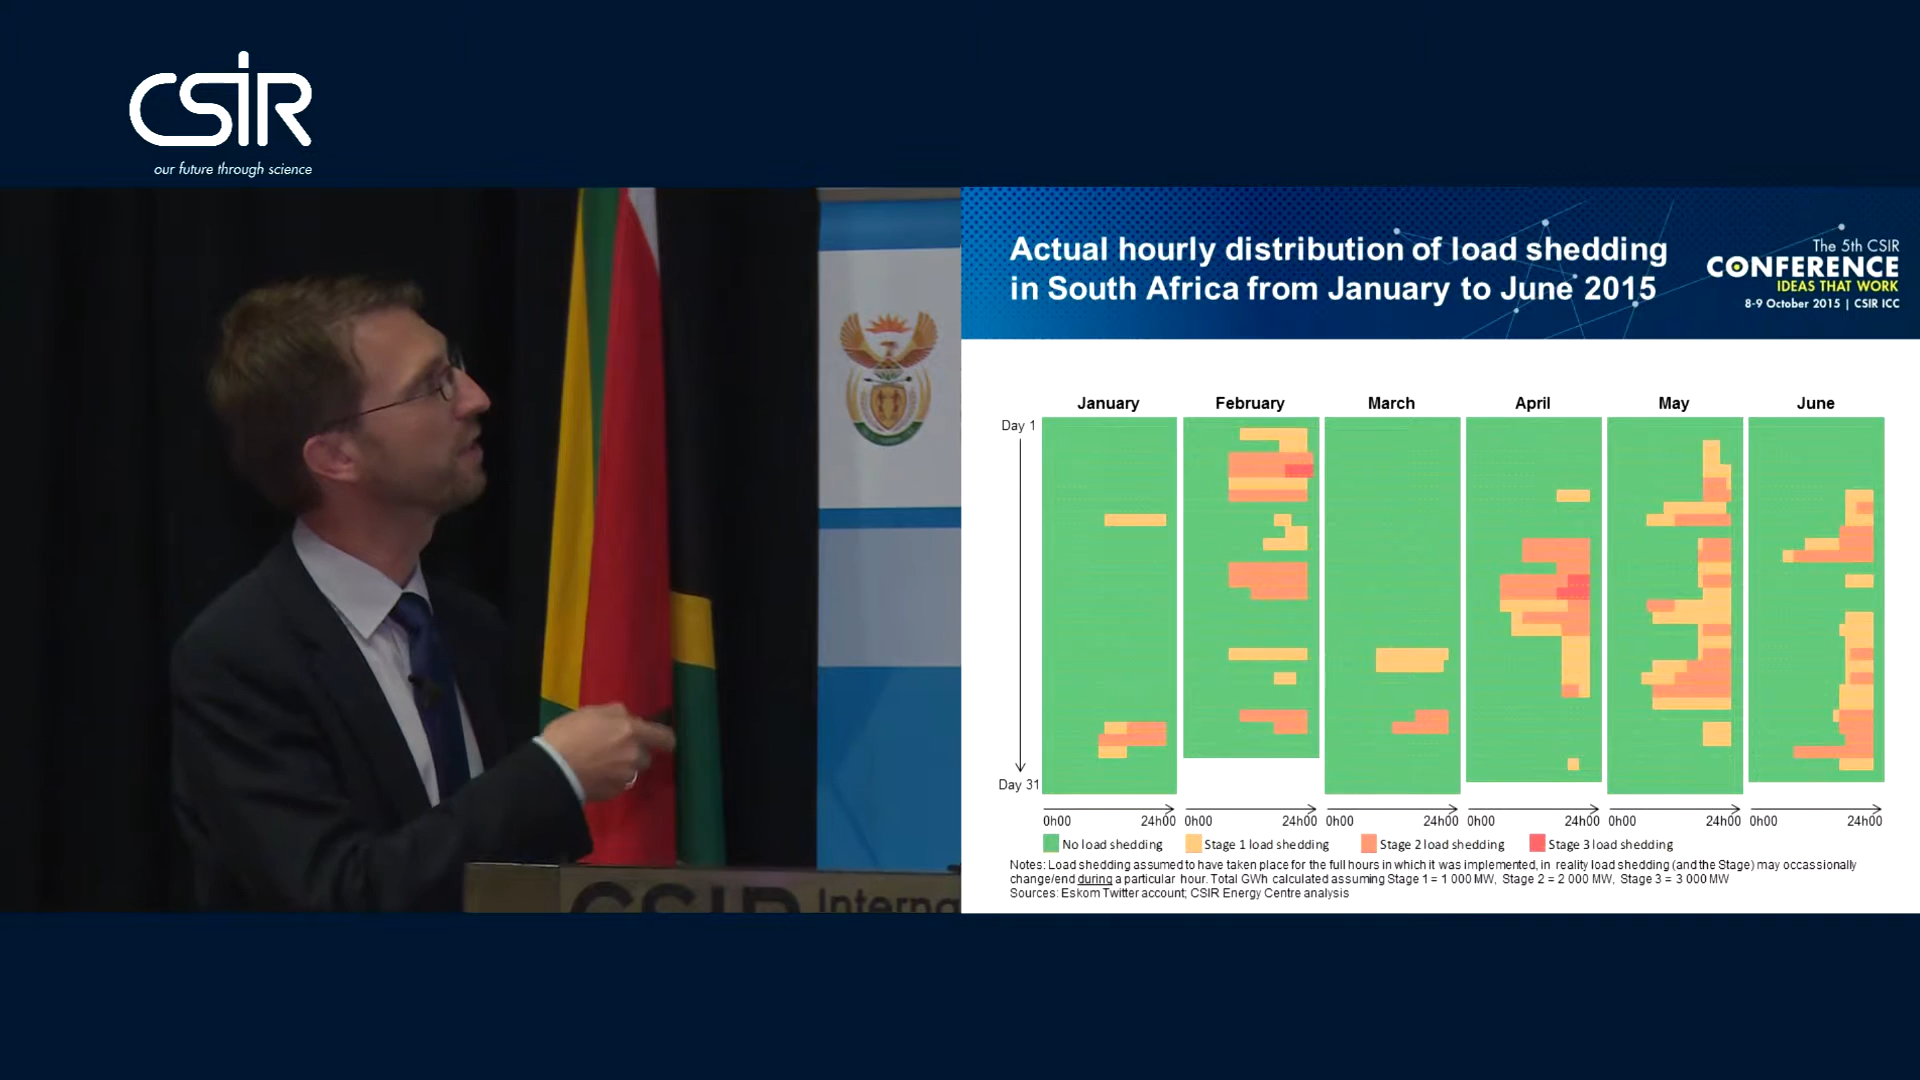 CSIR
our future through science
Actual hourly distribution of load shedding
in South Africa from January to June 2015
The 5th CSIR
CONFERENCE
IDEAS THAT WORK
8-9 October 2015 | CSIR ICC
January February March April May June
Day 1
Day 31
0h00 24h00 0h00 24h00 0h00 24h00 0h00 24h00 0h00 24h00 0h00 24h00
No load shedding Stage 1 load shedding Stage 2 load shedding Stage 3 load shedding
Notes: Load shedding assumed to have taken place for the full hours in which it was implemented, in reality load shedding (and the Stage) may occassionally
change/end during a particular hour. Total GWh calculated assuming Stage 1 = 1 000 MW, Stage 2 = 2 000 MW, Stage 3 = 3 000 MW
Sources: Eskom Twitter account; CSIR Energy Centre analysis
CSIR Interna